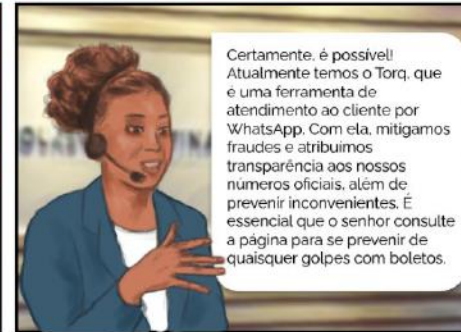 Certamente, é possível!
Atualmente temos o Torq, que
é uma ferramenta de
atendimento ao cliente por
WhatsApp. Com ela, mitigamos
fraudes e atribuimos
transparência aos nossos
números oficiais, além de
prevenir inconvenientes. É
essencial que o senhor consulte
a página para se prevenir de
quaisquer golpes com boletos.